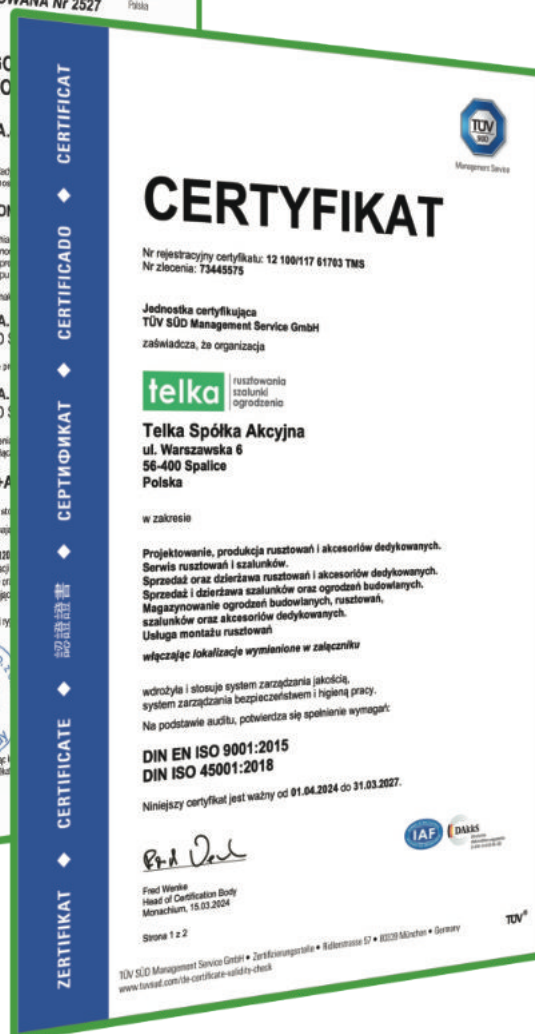 OWANA Nr 2527
Polska
ZERTIFIKAT ◆ CERTIFICATE ◆ 認證證書 ◆ СЕРТИФИКАТ ◆ CERTIFICADO ◆ CERTIFICAT
TÜV
SÜD
Management Service
CERTYFIKAT
Nr rejestracyjny certyfikatu: 12 100/117 61703 TMS
Nr zlecenia: 73445575
Jednostka certyfikująca
TÜV SÜD Management Service GmbH
zaświadcza, że organizacja
telka
rusztowania
szalunki
ogrodzenia
Telka Spółka Akcyjna
ul. Warszawska 6
56-400 Spalice
Polska
w zakresie
Projektowanie, produkcja rusztowań i akcesoriów dedykowanych.
Serwis rusztowań i szalunków.
Sprzedaż oraz dzierżawa rusztowań i akcesoriów dedykowanych.
Sprzedaż i dzierżawa szalunków oraz ogrodzeń budowlanych.
Magazynowanie ogrodzeń budowlanych, rusztowań,
szalunków oraz akcesoriów dedykowanych.
Usługa montażu rusztowań
włączając lokalizacje wymienione w załączniku
wdrożyła i stosuje system zarządzania jakością,
system zarządzania bezpieczeństwem i higieną pracy.
Na podstawie auditu, potwierdza się spełnienie wymagań:
DIN EN ISO 9001:2015
DIN ISO 45001:2018
Niniejszy certyfikat jest ważny od 01.04.2024 do 31.03.2027.
IAF
DAkkS
Fred Wenke
Head of Certification Body
Monachium, 15.03.2024
Strona 1 z 2
TÜV®
TÜV SÜD Management Service GmbH • Zertifizierungsstelle • Ridlerstrasse 57 • 80339 München • Germany
www.tuvsud.com/de-certificate-validity-check